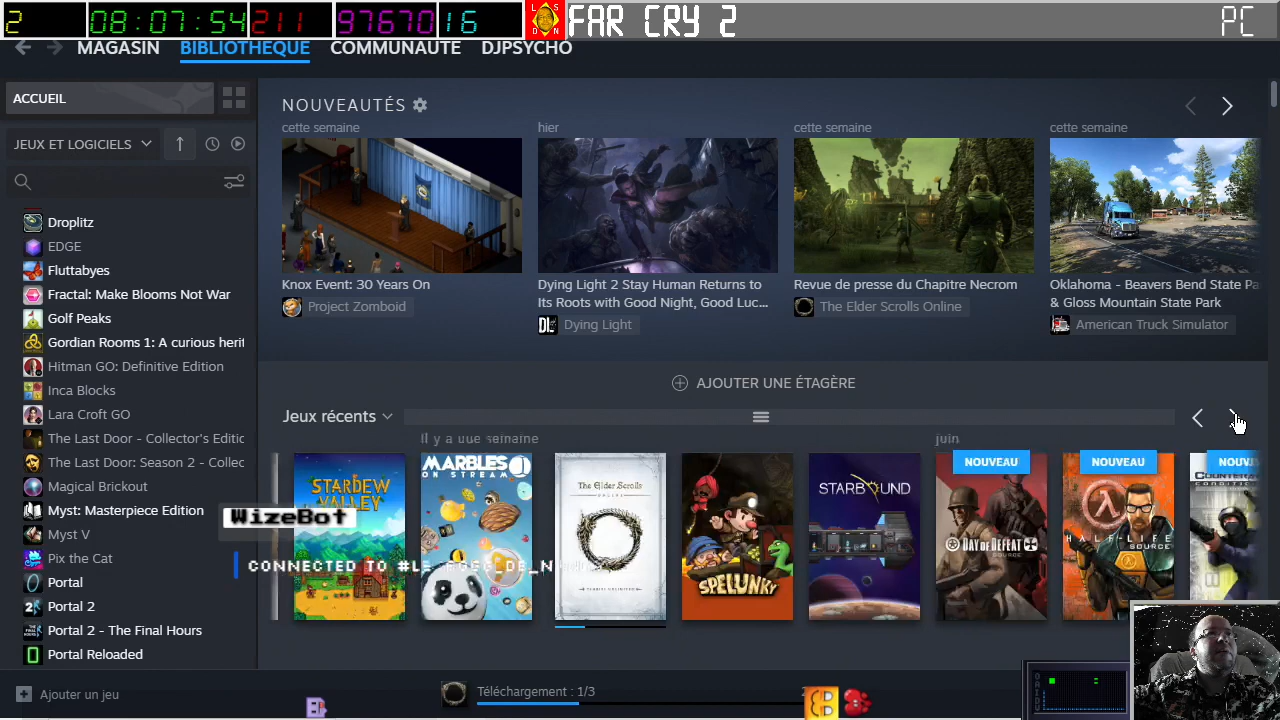 2
08:07:54
211
97670
16
L S
D N
FAR CRY 2
PC
MAGASIN
BIBLIOTHÈQUE
COMMUNAUTÉ
DJPSYCHO
ACCUEIL
JEUX ET LOGICIELS
Droplitz
EDGE
Fluttabyes
Fractal: Make Blooms Not War
Golf Peaks
Gordian Rooms 1: A curious herit
Hitman GO: Definitive Edition
Inca Blocks
Lara Croft GO
The Last Door - Collector's Editic
The Last Door: Season 2 - Collec
Magical Brickout
Myst: Masterpiece Edition
Myst V
Pix the Cat
Portal
Portal 2
Portal 2 - The Final Hours
Portal Reloaded
Ajouter un jeu
NOUVEAUTÉS
cette semaine
Knox Event: 30 Years On
Project Zomboid
hier
Dying Light 2 Stay Human Returns to
Its Roots with Good Night, Good Luc...
DL
Dying Light
cette semaine
Revue de presse du Chapitre Necrom
The Elder Scrolls Online
cette semaine
Oklahoma - Beavers Bend State Pa
& Gloss Mountain State Park
American Truck Simulator
AJOUTER UNE ÉTAGÈRE
Jeux récents
Il y a une semaine
juin
STARDEW
VALLEY
MARBLES
ON STREAM
The Elder Scrolls
ONLINE
SPELUNKY
STARBOUND
NOUVEAU
DAY OF DEFEAT
SOURCE
NOUVEAU
HALF-LIFE
SOURCE
WizeBot
CONNECTED TO
Téléchargement : 1/3